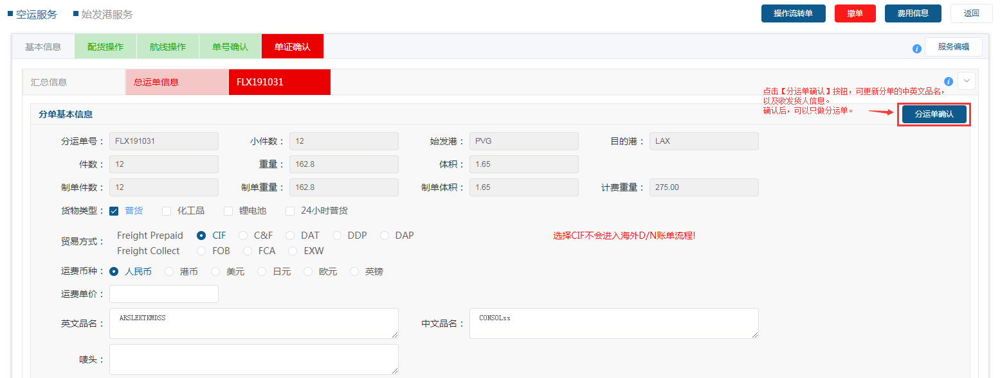 空运服务 始发港服务 操作流转单 撤单 费用信息 返回
基本信息 配货操作 航线操作 单号确认 单证确认 服务编辑
汇总信息 总运单信息 FLX191031
点击【分运单确认】按钮，可更新分单的中英文品名，
以及收发货人信息。
确认后，可以只做分运单。
分单基本信息 分运单确认
分运单号： FLX191031 小件数： 12 始发港： PVG 目的港： LAX
件数： 12 重量： 162.8 体积： 1.65
制单件数： 12 制单重量： 162.8 制单体积： 1.65 计费重量： 275.00
货物类型： 普货 化工品 锂电池 24小时普货
贸易方式： Freight Prepaid CIF C&F DAT DDP DAP 选择CIF不会进入海外D/N账单流程!
Freight Collect FOB FCA EXW
运费币种： 人民币 港币 美元 日元 欧元 英镑
运费单价：
英文品名： ARSLEKTKMDSS 中文品名： CONSOLss
唛头：